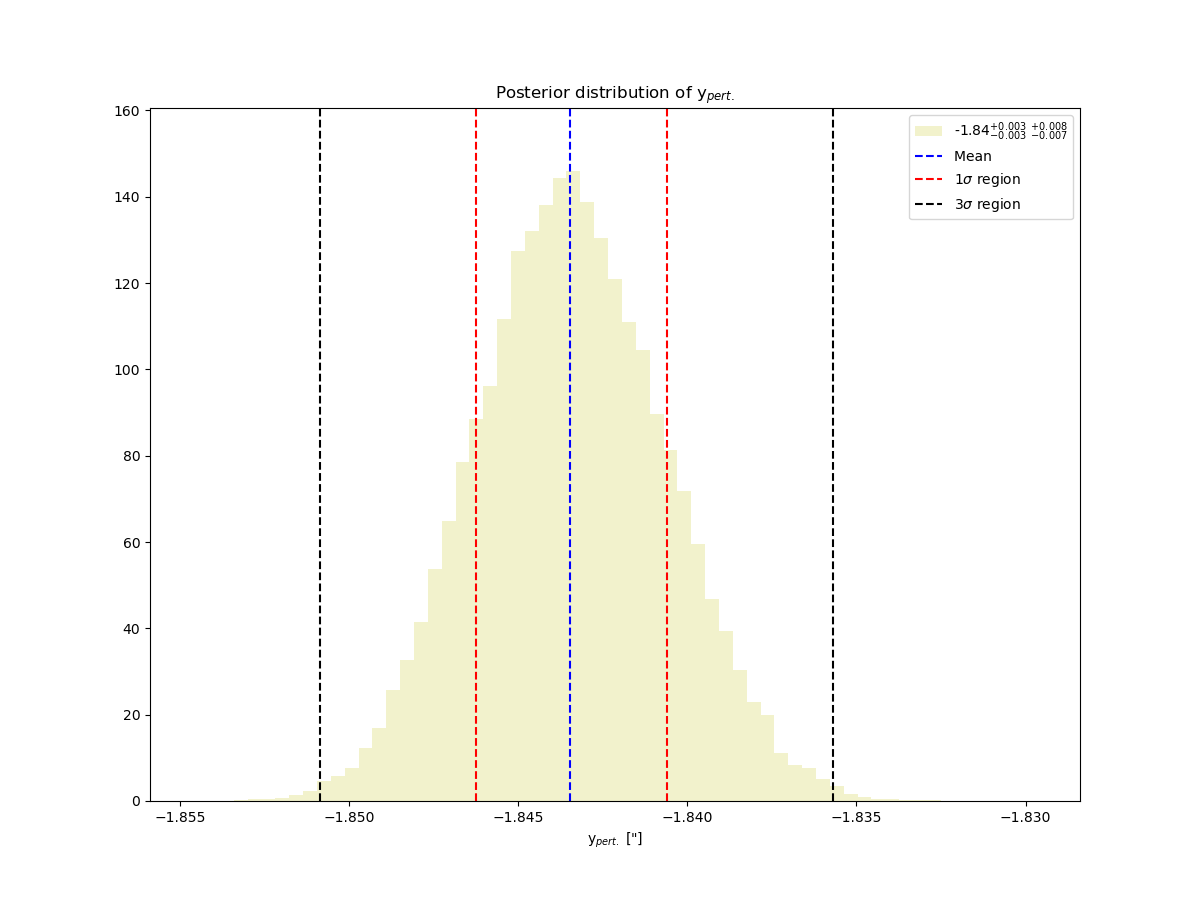 Posterior distribution of y_pert.
160
140
120
100
80
60
40
20
0
−1.855 −1.850 −1.845 −1.840 −1.835 −1.830
y_pert. ["]
-1.84^{+0.003 +0.008}_{−0.003 −0.007}
Mean
1σ region
3σ region